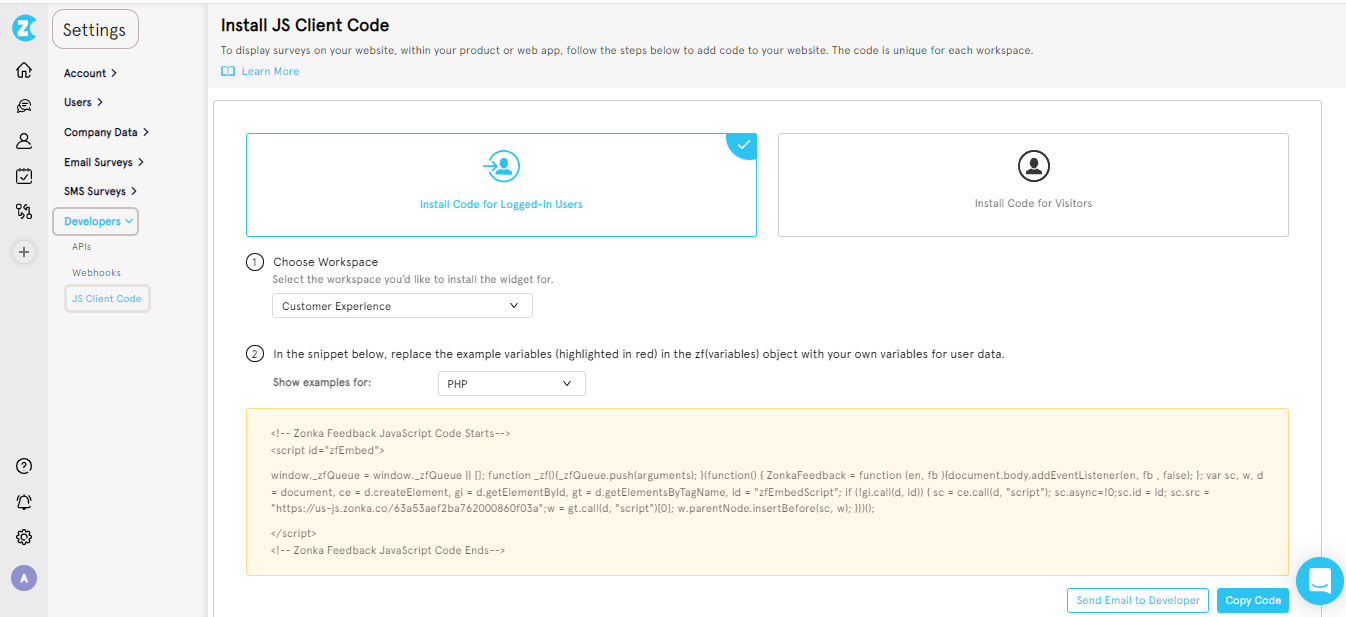 Settings
Account
Users
Company Data
Email Surveys
SMS Surveys
Developers
APIs
Webhooks
JS Client Code
A
Install JS Client Code
To display surveys on your website, within your product or web app, follow the steps below to add code to your website. The code is unique for each workspace.
Learn More
Install Code for Logged-In Users
Install Code for Visitors
1 Choose Workspace
Select the workspace you'd like to install the widget for.
Customer Experience
2 In the snippet below, replace the example variables (highlighted in red) in the zf(variables) object with your own variables for user data.
Show examples for: PHP
<!-- Zonka Feedback JavaScript Code Starts-->
<script id="zfEmbed">
window._zfQueue = window._zfQueue || []; function _zf(){_zfQueue.push(arguments); }(function() { ZonkaFeedback = function (en, fb ){document.body.addEventListener(en, fb , false); }; var sc, w, d
= document, ce = d.createElement, gi = d.getElementById, gt = d.getElementsByTagName, id = "zfEmbedScript"; if (!gi.call(d, id)) { sc = ce.call(d, "script"); sc.async=!0;sc.id = id; sc.src =
"https://us-js.zonka.co/63a53aef2ba762000860f03a";w = gt.call(d, "script")[0]; w.parentNode.insertBefore(sc, w); }})();
</script>
<!-- Zonka Feedback JavaScript Code Ends-->
Send Email to Developer
Copy Code